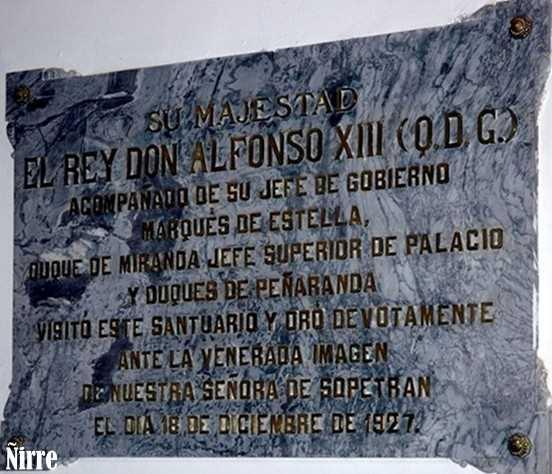 SU MAJESTAD
EL REY DON ALFONSO XIII (Q.D.G.)
ACOMPAÑADO DE SU JEFE DE GOBIERNO
MARQUÉS DE ESTELLA,
DUQUE DE MIRANDA JEFE SUPERIOR DE PALACIO
Y DUQUES DE PEÑARANDA
VISITÓ ESTE SANTUARIO Y ORÓ DEVOTAMENTE
ANTE LA VENERADA IMAGEN
DE NUESTRA SEÑORA DE SOPETRAN
EL DIA 18 DE DICIEMBRE DE 1927.
Ñirre